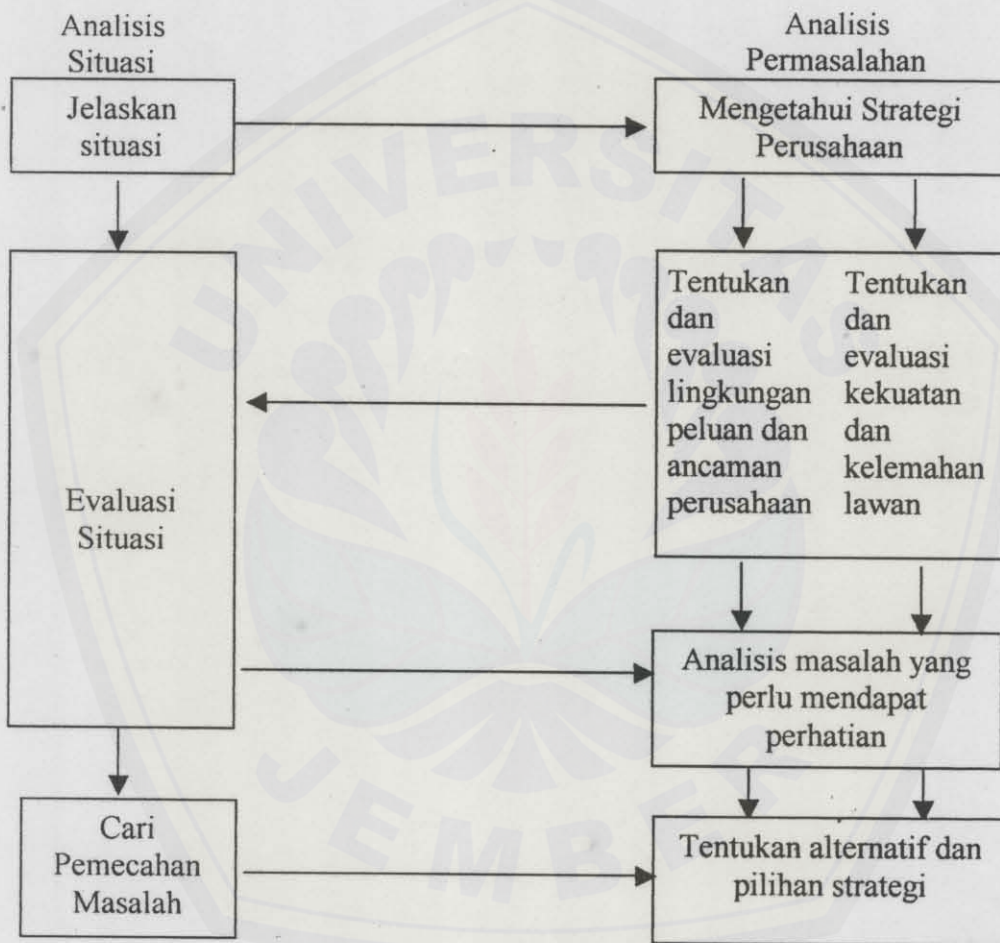 Analisis
Situasi
Analisis
Permasalahan
Jelaskan
situasi
Mengetahui Strategi
Perusahaan
Tentukan
dan
evaluasi
lingkungan
peluan dan
ancaman
perusahaan
Tentukan
dan
evaluasi
kekuatan
dan
kelemahan
lawan
Evaluasi
Situasi
Analisis masalah yang
perlu mendapat
perhatian
Cari
Pemecahan
Masalah
Tentukan alternatif dan
pilihan strategi
UNIVERSITAS
JEMBER